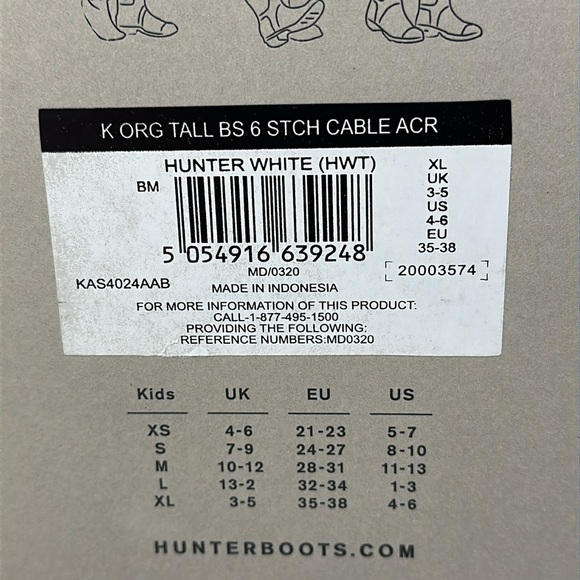 K ORG TALL BS 6 STCH CABLE ACR
HUNTER WHITE (HWT)
BM
5 054916 639248
MD/0320
KAS4024AAB
MADE IN INDONESIA
XL
UK
3-5
US
4-6
EU
35-38
20003574
FOR MORE INFORMATION OF THIS PRODUCT:
CALL-1-877-495-1500
PROVIDING THE FOLLOWING:
REFERENCE NUMBERS:MD0320
Kids UK EU US
XS 4-6 21-23 5-7
S 7-9 24-27 8-10
M 10-12 28-31 11-13
L 13-2 32-34 1-3
XL 3-5 35-38 4-6
HUNTERBOOTS.COM